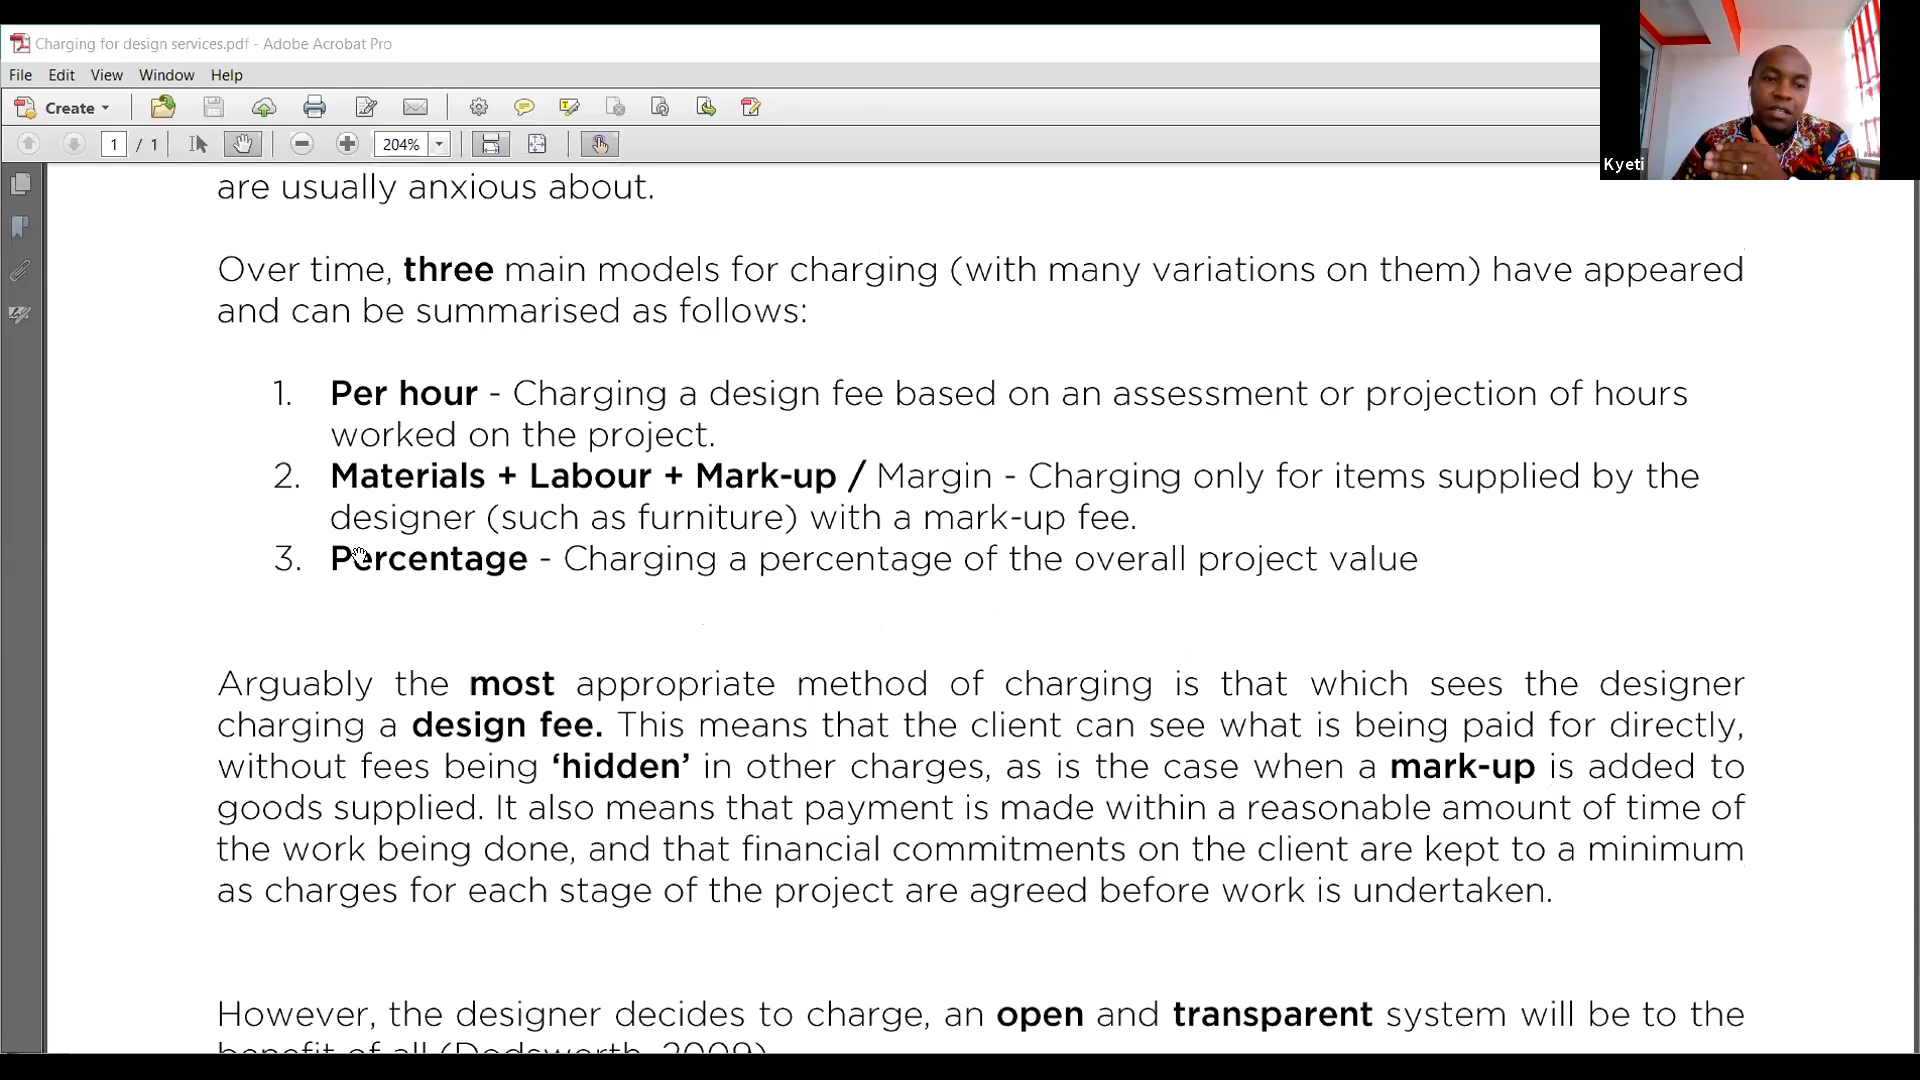 Charging for design services.pdf - Adobe Acrobat Pro
File Edit View Window Help
Create
1 / 1 204%
Kyeti
are usually anxious about.
Over time, three main models for charging (with many variations on them) have appeared
and can be summarised as follows:
1. Per hour - Charging a design fee based on an assessment or projection of hours
worked on the project.
2. Materials + Labour + Mark-up / Margin - Charging only for items supplied by the
designer (such as furniture) with a mark-up fee.
3. Percentage - Charging a percentage of the overall project value
Arguably the most appropriate method of charging is that which sees the designer
charging a design fee. This means that the client can see what is being paid for directly,
without fees being ‘hidden’ in other charges, as is the case when a mark-up is added to
goods supplied. It also means that payment is made within a reasonable amount of time of
the work being done, and that financial commitments on the client are kept to a minimum
as charges for each stage of the project are agreed before work is undertaken.
However, the designer decides to charge, an open and transparent system will be to the
benefit of all (Dodsworth, 2009)